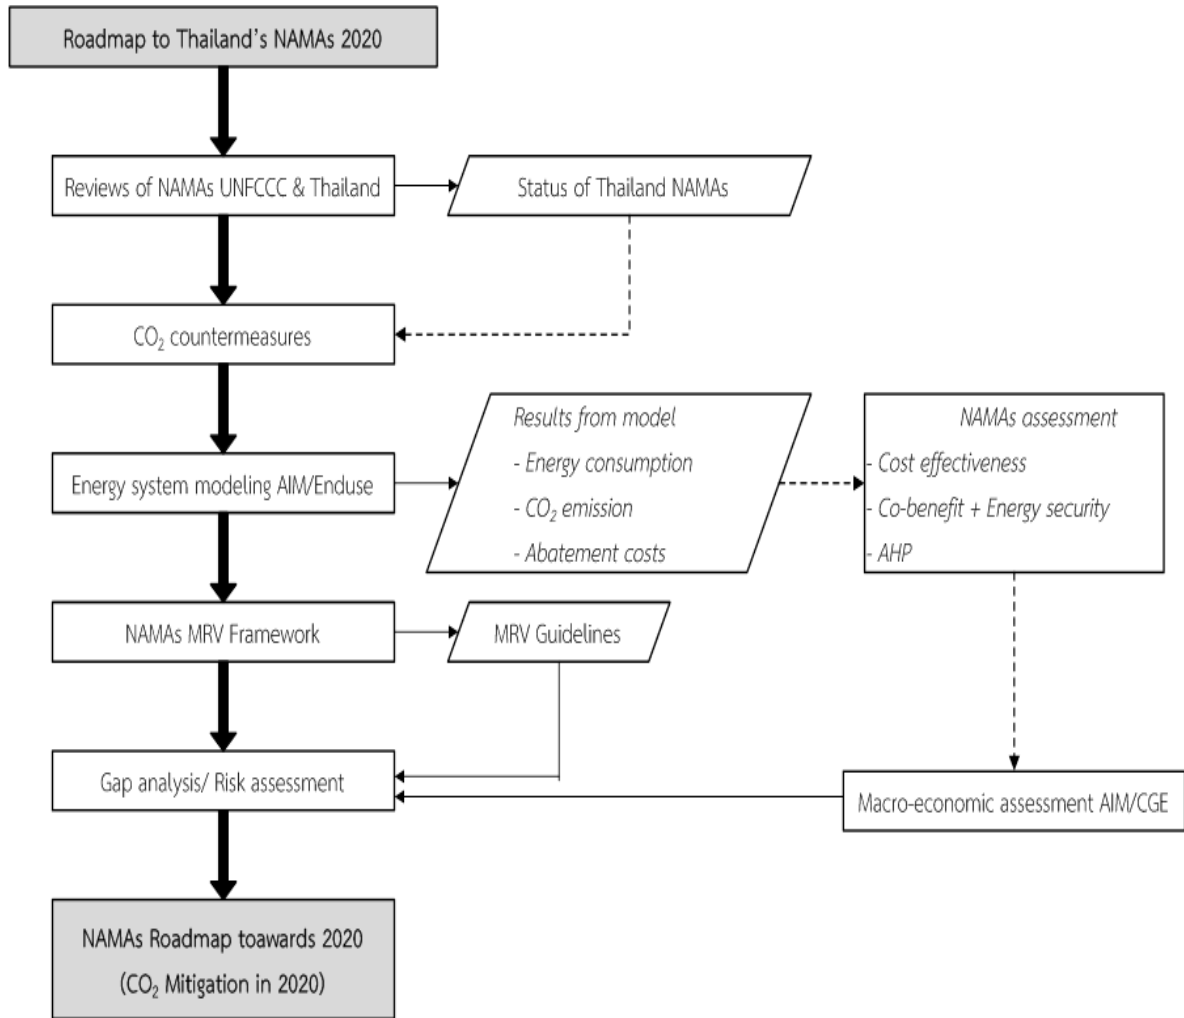 Roadmap to Thailand's NAMAs 2020
Reviews of NAMAs UNFCCC & Thailand
Status of Thailand NAMAs
CO₂ countermeasures
Energy system modeling AIM/Enduse
Results from model
- Energy consumption
- CO₂ emission
- Abatement costs
NAMAs assessment
- Cost effectiveness
- Co-benefit + Energy security
- AHP
NAMAs MRV Framework
MRV Guidelines
Gap analysis/ Risk assessment
Macro-economic assessment AIM/CGE
NAMAs Roadmap toawards 2020
(CO₂ Mitigation in 2020)